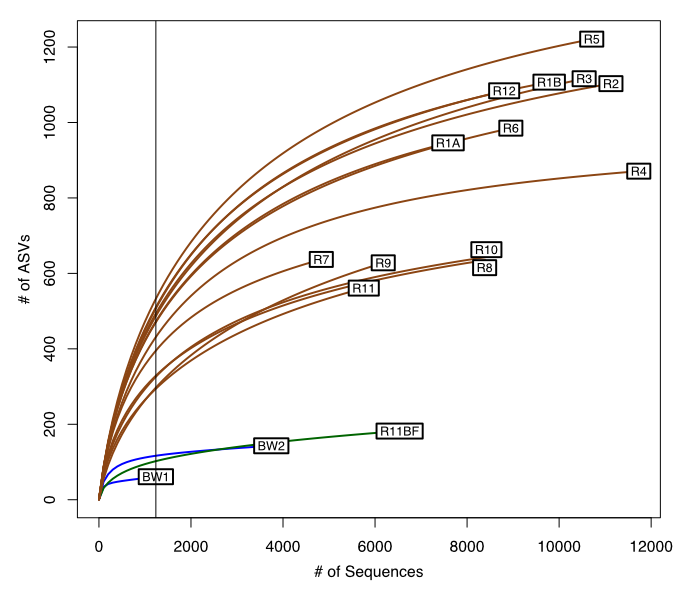 1200
1000
800
600
400
200
0
# of ASVs
R5
R3
R1B
R2
R12
R6
R1A
R4
R10
R7
R9
R8
R11
R11BF
BW2
BW1
0 2000 4000 6000 8000 10000 12000
# of Sequences